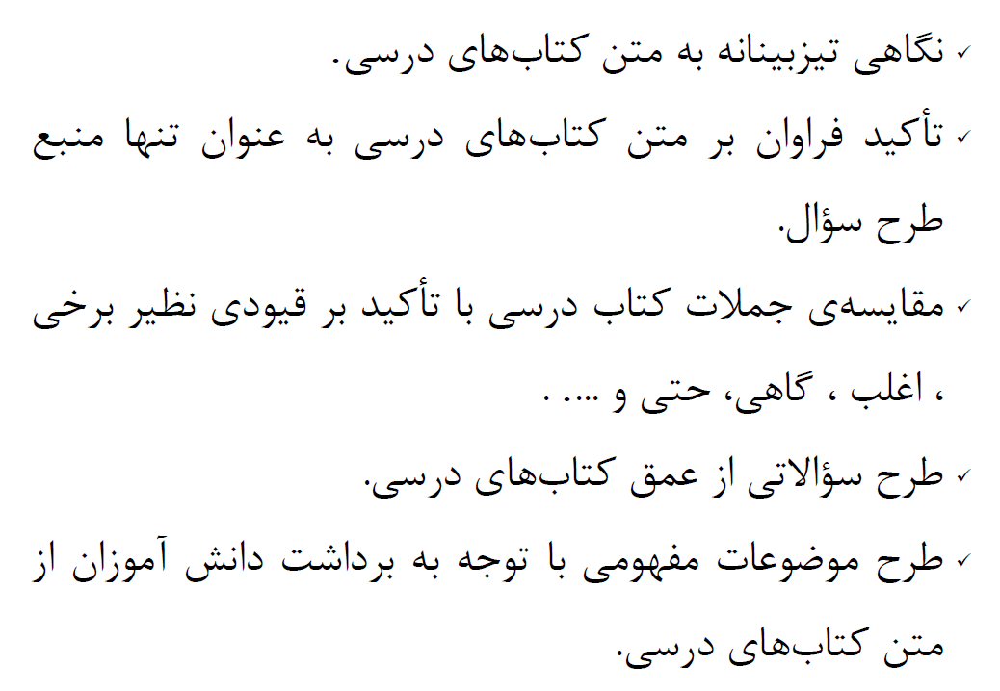 ✓ نگاهی تیزبینانه به متن کتاب‌های درسی.
✓ تأکید فراوان بر متن کتاب‌های درسی به عنوان تنها منبع
طرح سؤال.
✓ مقایسه‌ی جملات کتاب درسی با تأکید بر قیودی نظیر برخی
، اغلب ، گاهی، حتی و .... .
✓ طرح سؤالاتی از عمق کتاب‌های درسی.
✓ طرح موضوعات مفهومی با توجه به برداشت دانش آموزان از
متن کتاب‌های درسی.